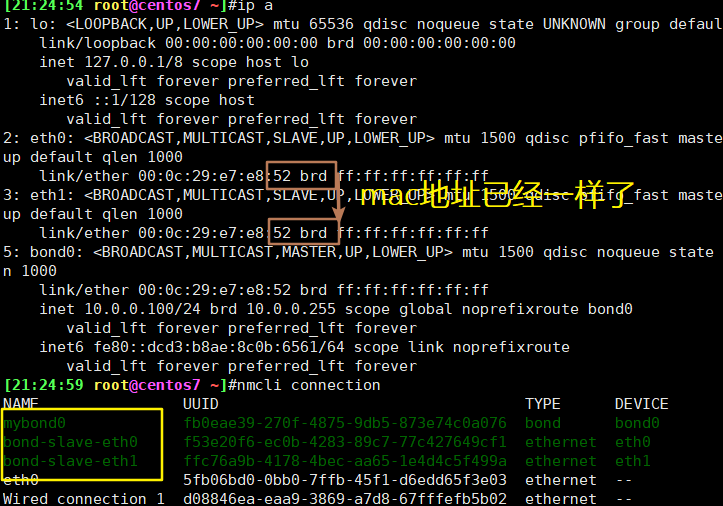 [21:24:54 root@centos7 ~]#ip a
1: lo: <LOOPBACK,UP,LOWER_UP> mtu 65536 qdisc noqueue state UNKNOWN group defaul
link/loopback 00:00:00:00:00:00 brd 00:00:00:00:00:00
inet 127.0.0.1/8 scope host lo
valid_lft forever preferred_lft forever
inet6 ::1/128 scope host
valid_lft forever preferred_lft forever
2: eth0: <BROADCAST,MULTICAST,SLAVE,UP,LOWER_UP> mtu 1500 qdisc pfifo_fast maste
up default qlen 1000
link/ether 00:0c:29:e7:e8:52 brd ff:ff:ff:ff:ff:ff
mac地址已经一样了
3: eth1: <BROADCAST,MULTICAST,SLAVE,UP,LOWER_UP> mtu 1500 qdisc pfifo_fast maste
up default qlen 1000
link/ether 00:0c:29:e7:e8:52 brd ff:ff:ff:ff:ff:ff
5: bond0: <BROADCAST,MULTICAST,MASTER,UP,LOWER_UP> mtu 1500 qdisc noqueue state
n 1000
link/ether 00:0c:29:e7:e8:52 brd ff:ff:ff:ff:ff:ff
inet 10.0.0.100/24 brd 10.0.0.255 scope global noprefixroute bond0
valid_lft forever preferred_lft forever
inet6 fe80::dcd3:b8ae:8c0b:6561/64 scope link noprefixroute
valid_lft forever preferred_lft forever
[21:24:59 root@centos7 ~]#nmcli connection
NAME UUID TYPE DEVICE
mybond0 fb0eae39-270f-4875-9db5-873e74c0a076 bond bond0
bond-slave-eth0 f53e20f6-ec0b-4283-89c7-77c427649cf1 ethernet eth0
bond-slave-eth1 ffc76a9b-4178-4bec-aa65-1e4d4c5f499a ethernet eth1
eth0 5fb06bd0-0bb0-7ffb-45f1-d6edd65f3e03 ethernet --
Wired connection 1 d08846ea-eaa9-3869-a7d8-67fffefb5b02 ethernet --